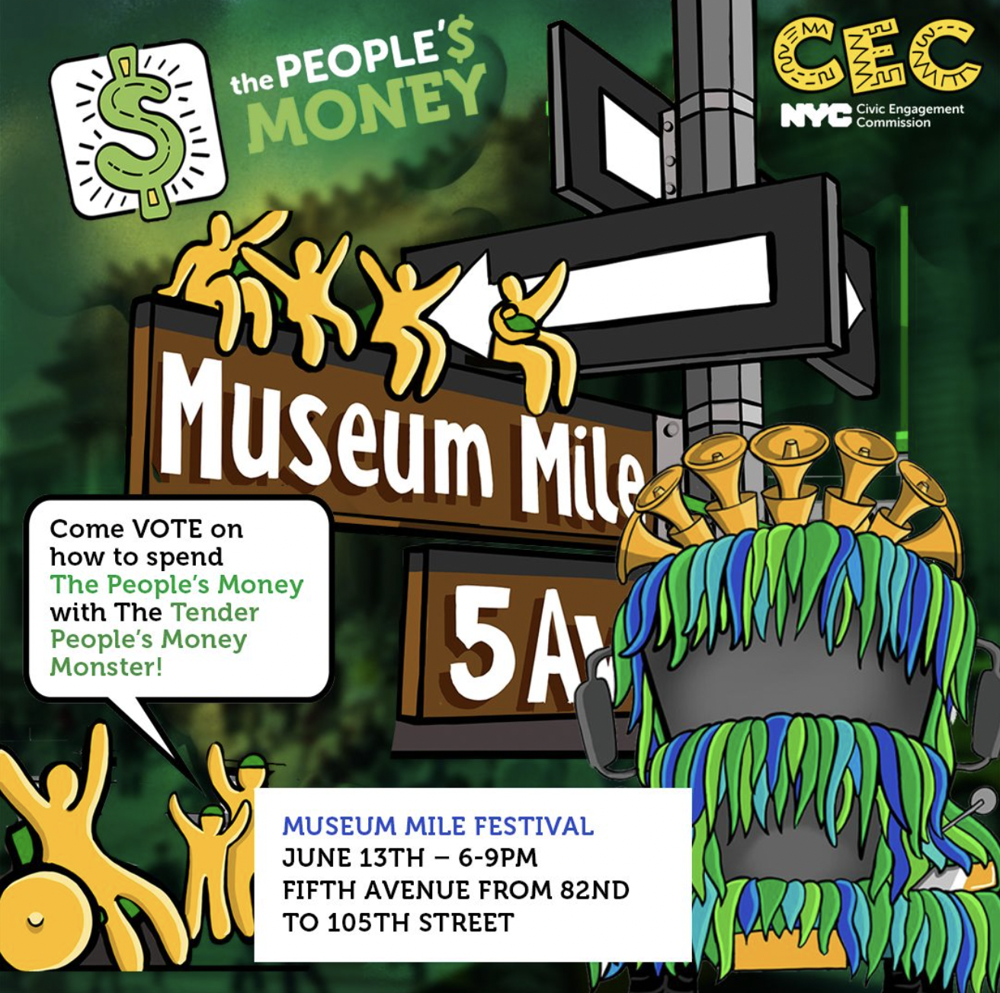 the PEOPLE'$
MONEY
CEC
NYC Civic Engagement
Commission
Museum Mile
5 Av
Come VOTE on
how to spend
The People's Money
with The Tender
People's Money
Monster!
MUSEUM MILE FESTIVAL
JUNE 13TH – 6-9PM
FIFTH AVENUE FROM 82ND
TO 105TH STREET